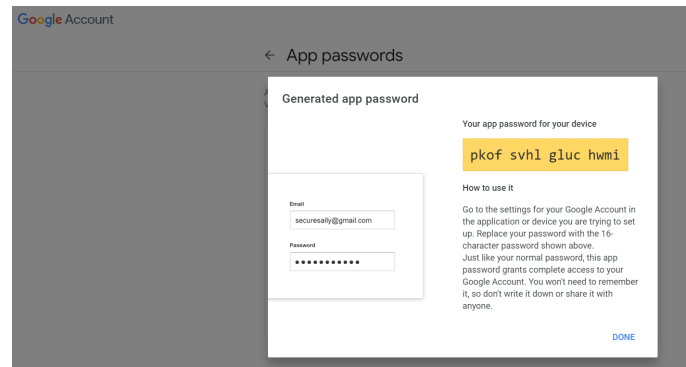 Google Account
← App passwords
Generated app password
Your app password for your device
pkof svhl gluc hwmi
How to use it
Go to the settings for your Google Account in
the application or device you are trying to set
up. Replace your password with the 16-
character password shown above.
Just like your normal password, this app
password grants complete access to your
Google Account. You won't need to remember
it, so don't write it down or share it with
anyone.
Email
securesally@gmail.com
Password
●●●●●●●●●●●
DONE